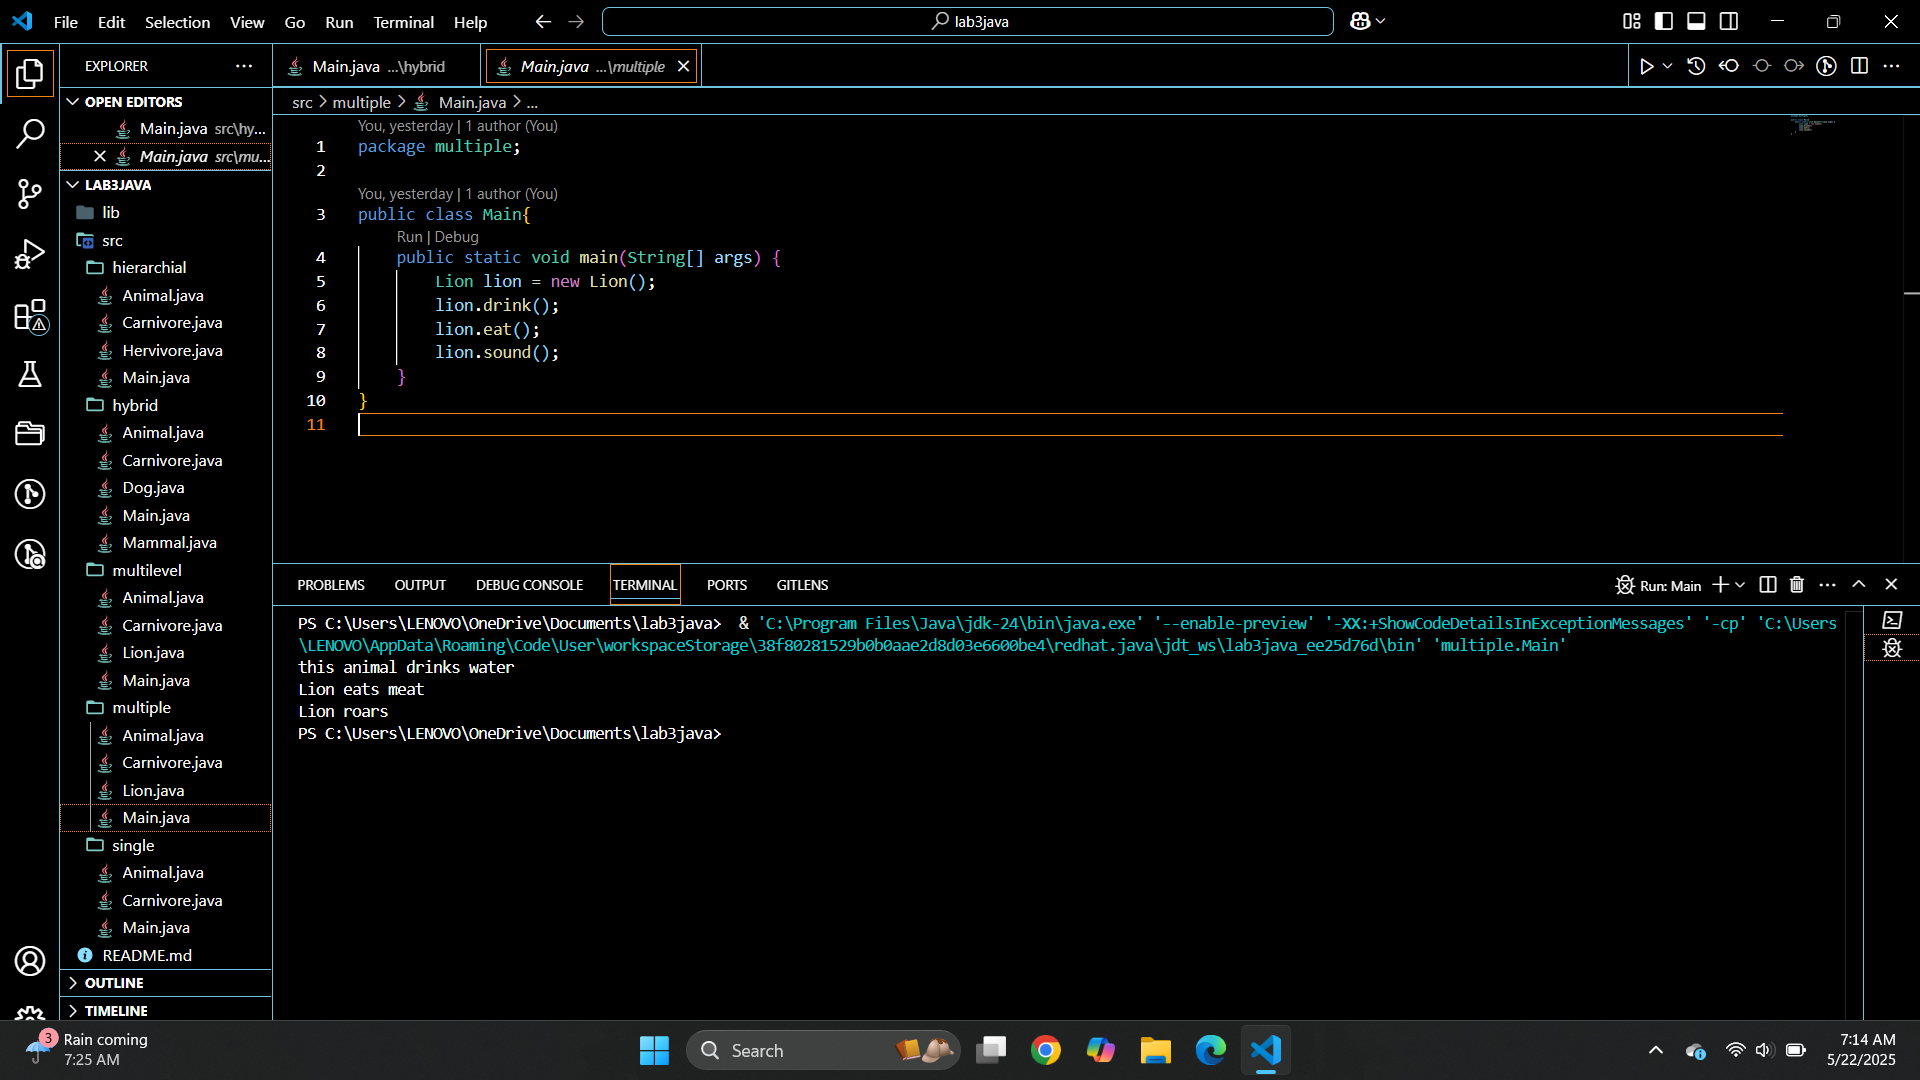 File Edit Selection View Go Run Terminal Help
lab3java
EXPLORER
OPEN EDITORS
Main.java src\hy...
Main.java src\mu...
LAB3JAVA
lib
src
hierarchial
Animal.java
Carnivore.java
Hervivore.java
Main.java
hybrid
Animal.java
Carnivore.java
Dog.java
Main.java
Mammal.java
multilevel
Animal.java
Carnivore.java
Lion.java
Main.java
multiple
Animal.java
Carnivore.java
Lion.java
Main.java
single
Animal.java
Carnivore.java
Main.java
README.md
OUTLINE
TIMELINE
Main.java ...\hybrid
Main.java ...\multiple
src > multiple > Main.java > ...
You, yesterday | 1 author (You)
1 package multiple;
2
You, yesterday | 1 author (You)
3 public class Main{
Run | Debug
4 public static void main(String[] args) {
5 Lion lion = new Lion();
6 lion.drink();
7 lion.eat();
8 lion.sound();
9 }
10 }
11
PROBLEMS OUTPUT DEBUG CONSOLE TERMINAL PORTS GITLENS
Run: Main
PS C:\Users\LENOVO\OneDrive\Documents\lab3java> & 'C:\Program Files\Java\jdk-24\bin\java.exe' '--enable-preview' '-XX:+ShowCodeDetailsInExceptionMessages' '-cp' 'C:\Users
\LENOVO\AppData\Roaming\Code\User\workspaceStorage\38f80281529b0b0aae2d8d03e6600be4\redhat.java\jdt_ws\lab3java_ee25d76d\bin' 'multiple.Main'
this animal drinks water
Lion eats meat
Lion roars
PS C:\Users\LENOVO\OneDrive\Documents\lab3java>
3
Rain coming
7:25 AM
Search
7:14 AM
5/22/2025